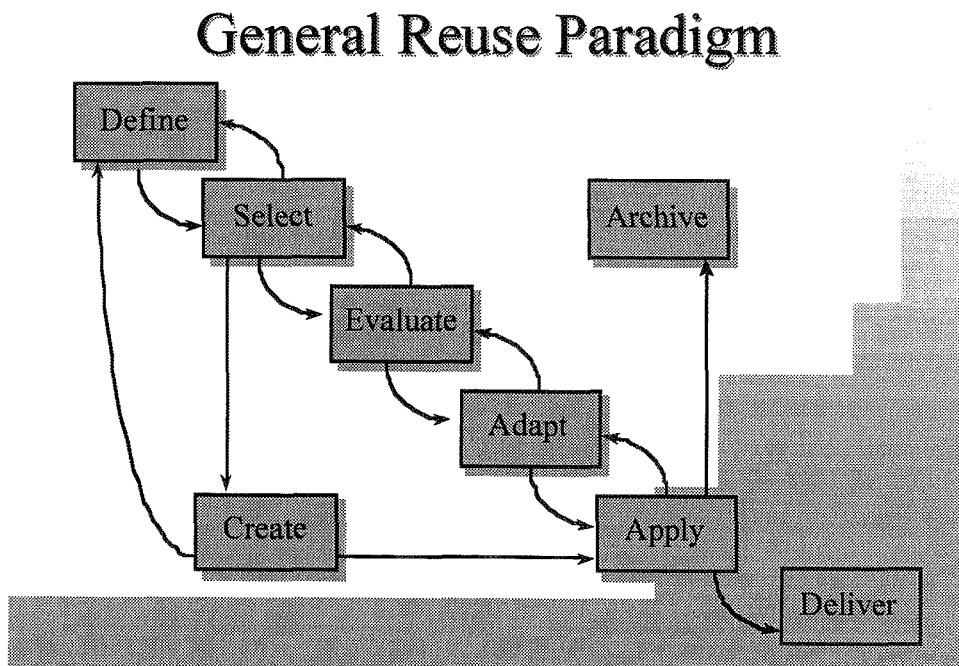 General Reuse Paradigm
Define
Select
Archive
Evaluate
Adapt
Create
Apply
Deliver